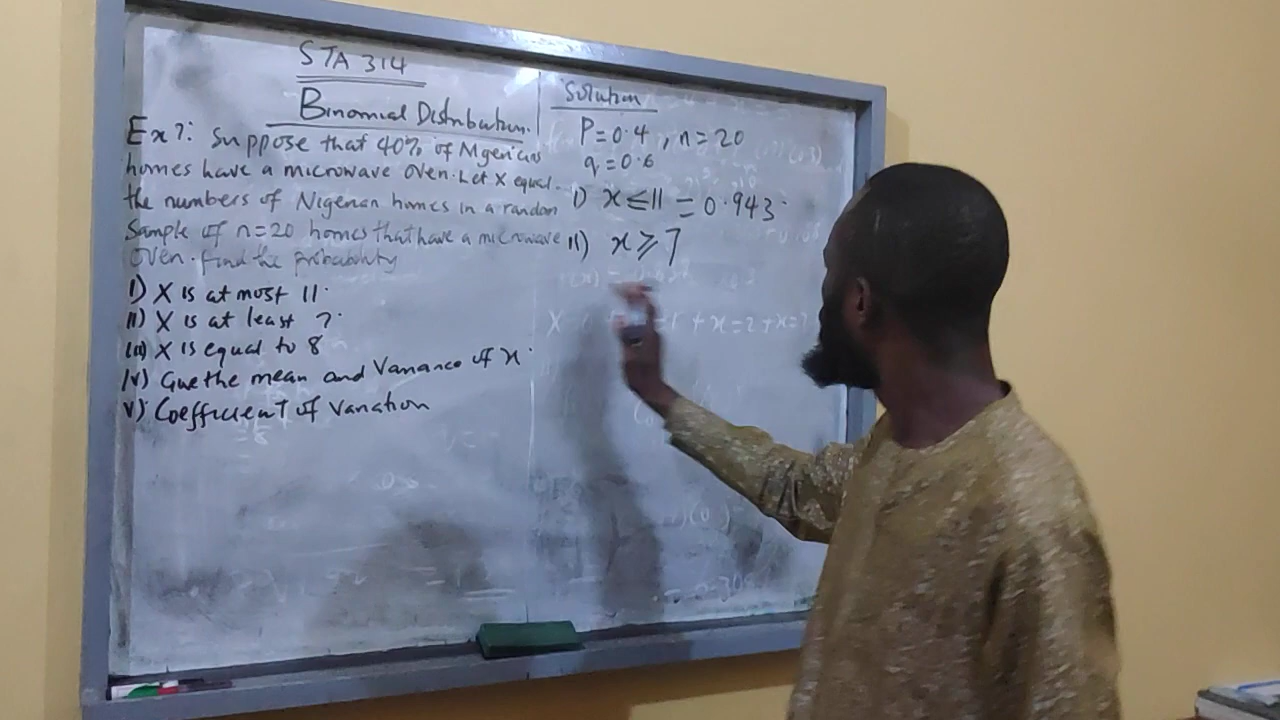 STA 314
Binomial Distribution.
Ex?: Suppose that 40% of Nigerians
homes have a microwave oven. Let X equal
the numbers of Nigerian homes in a random
Sample of n=20 homes that have a microwave
oven. find the probability
I) X is at most 11.
II) X is at least 7.
III) X is equal to 8
IV) Give the mean and Variance of x.
V) Coefficient of Variation
Solution
P=0.4, n=20
q=0.6
I) x≤11 = 0.943
II) x≥7
+ x=2 + x=